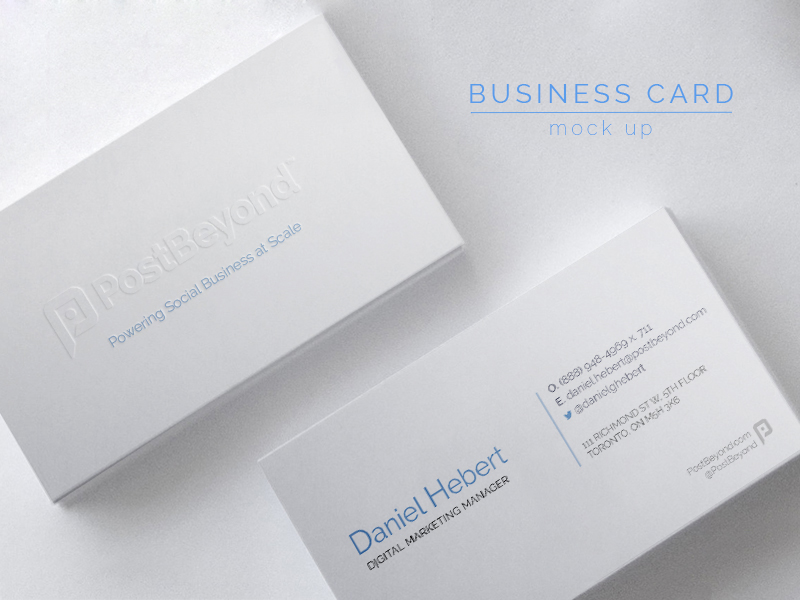 BUSINESS CARD
mock up
PostBeyond
Powering Social Business at Scale
O. (888) 948-4969 x. 711
E. daniel.hebert@postbeyond.com
@danielghebert
111 RICHMOND ST W. 5TH FLOOR
TORONTO. ON M5H 3K6
Daniel Hebert
DIGITAL MARKETING MANAGER
PostBeyond.com
@PostBeyond